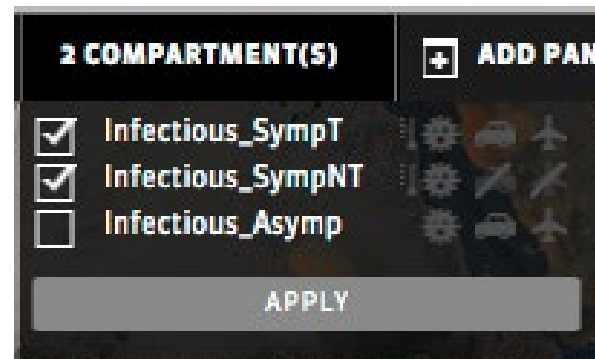 2 COMPARTMENT(S)
ADD PAN
Infectious_SympT
Infectious_SympNT
Infectious_Asymp
APPLY